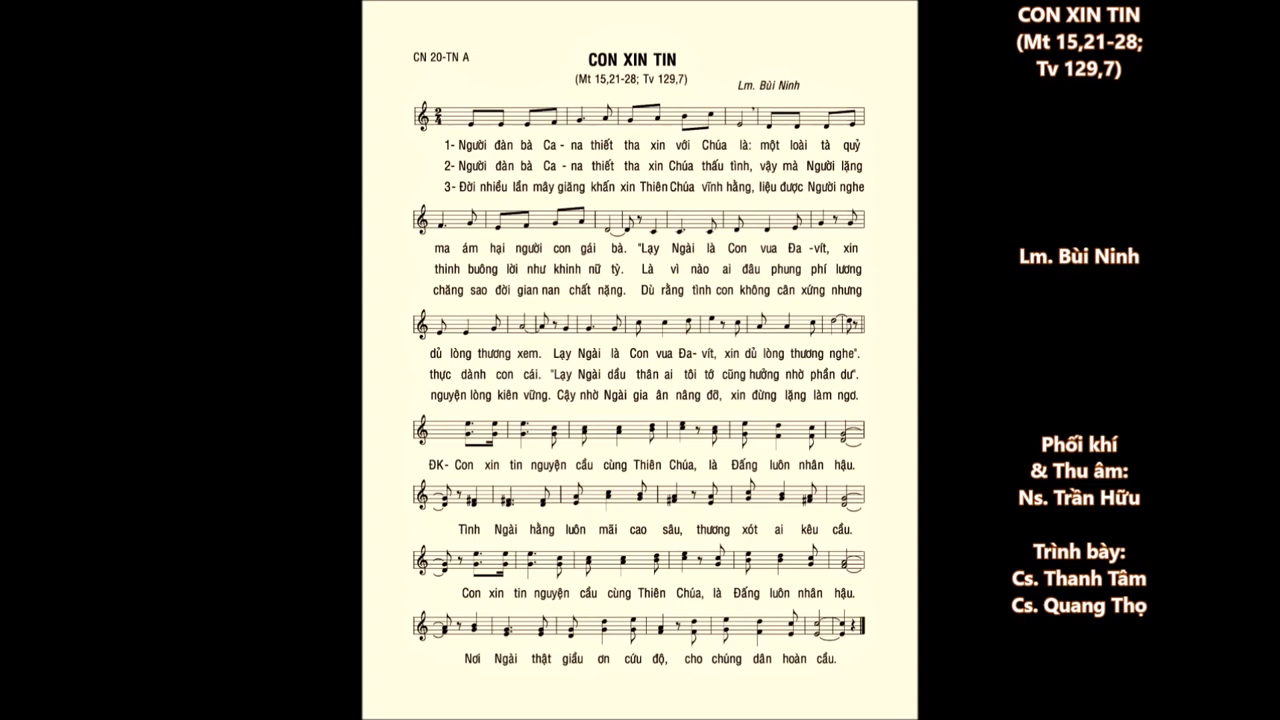 CN 20-TN A
CON XIN TIN
(Mt 15,21-28; Tv 129,7)
Lm. Bùi Ninh
1- Người đàn bà Ca - na thiết tha xin với Chúa là: một loài tà quỷ
2- Người đàn bà Ca - na thiết tha xin Chúa thấu tình, vậy mà Người lặng
3- Đời nhiều lần mây giăng khấn xin Thiên Chúa vĩnh hằng, liệu được Người nghe
ma ám hại người con gái bà. "Lạy Ngài là Con vua Đa -vít, xin
thinh buông lời như khinh nữ tỳ. Là vì nào ai đâu phung phí lương
chăng sao đời gian nan chất nặng. Dù rằng tình con không cân xứng nhưng
dủ lòng thương xem. Lạy Ngài là Con vua Đa- vít, xin dủ lòng thương nghe".
thực dành con cái. "Lạy Ngài dẫu thân ai tôi tớ cũng hưởng nhờ phần dư".
nguyện lòng kiên vững. Cậy nhờ Ngài gia ân nâng đỡ, xin đừng lặng làm ngơ.
ĐK- Con xin tin nguyện cầu cùng Thiên Chúa, là Đấng luôn nhân hậu.
Tình Ngài hằng luôn mãi cao sâu, thương xót ai kêu cầu.
Con xin tin nguyện cầu cùng Thiên Chúa, là Đấng luôn nhân hậu.
Nơi Ngài thật giầu ơn cứu độ, cho chúng dân hoàn cầu.
CON XIN TIN
(Mt 15,21-28;
Tv 129,7)
Lm. Bùi Ninh
Phối khí
& Thu âm:
Ns. Trần Hữu
Trình bày:
Cs. Thanh Tâm
Cs. Quang Thọ